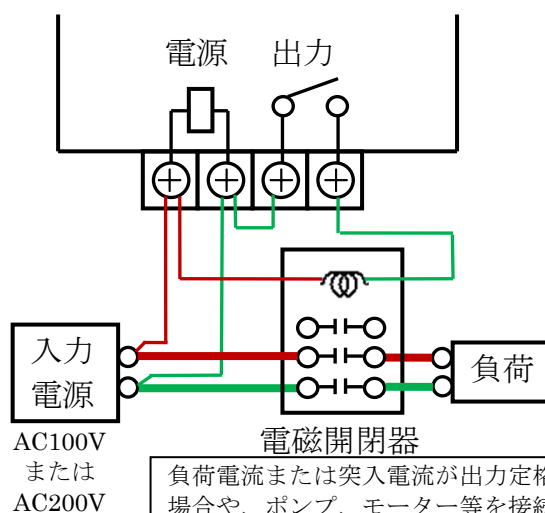 電源 出力
入力
電源
負荷
電磁開閉器
AC100V
または
AC200V
負荷電流または突入電流が出力定格
場合や、ポンプ、モーター等を接続